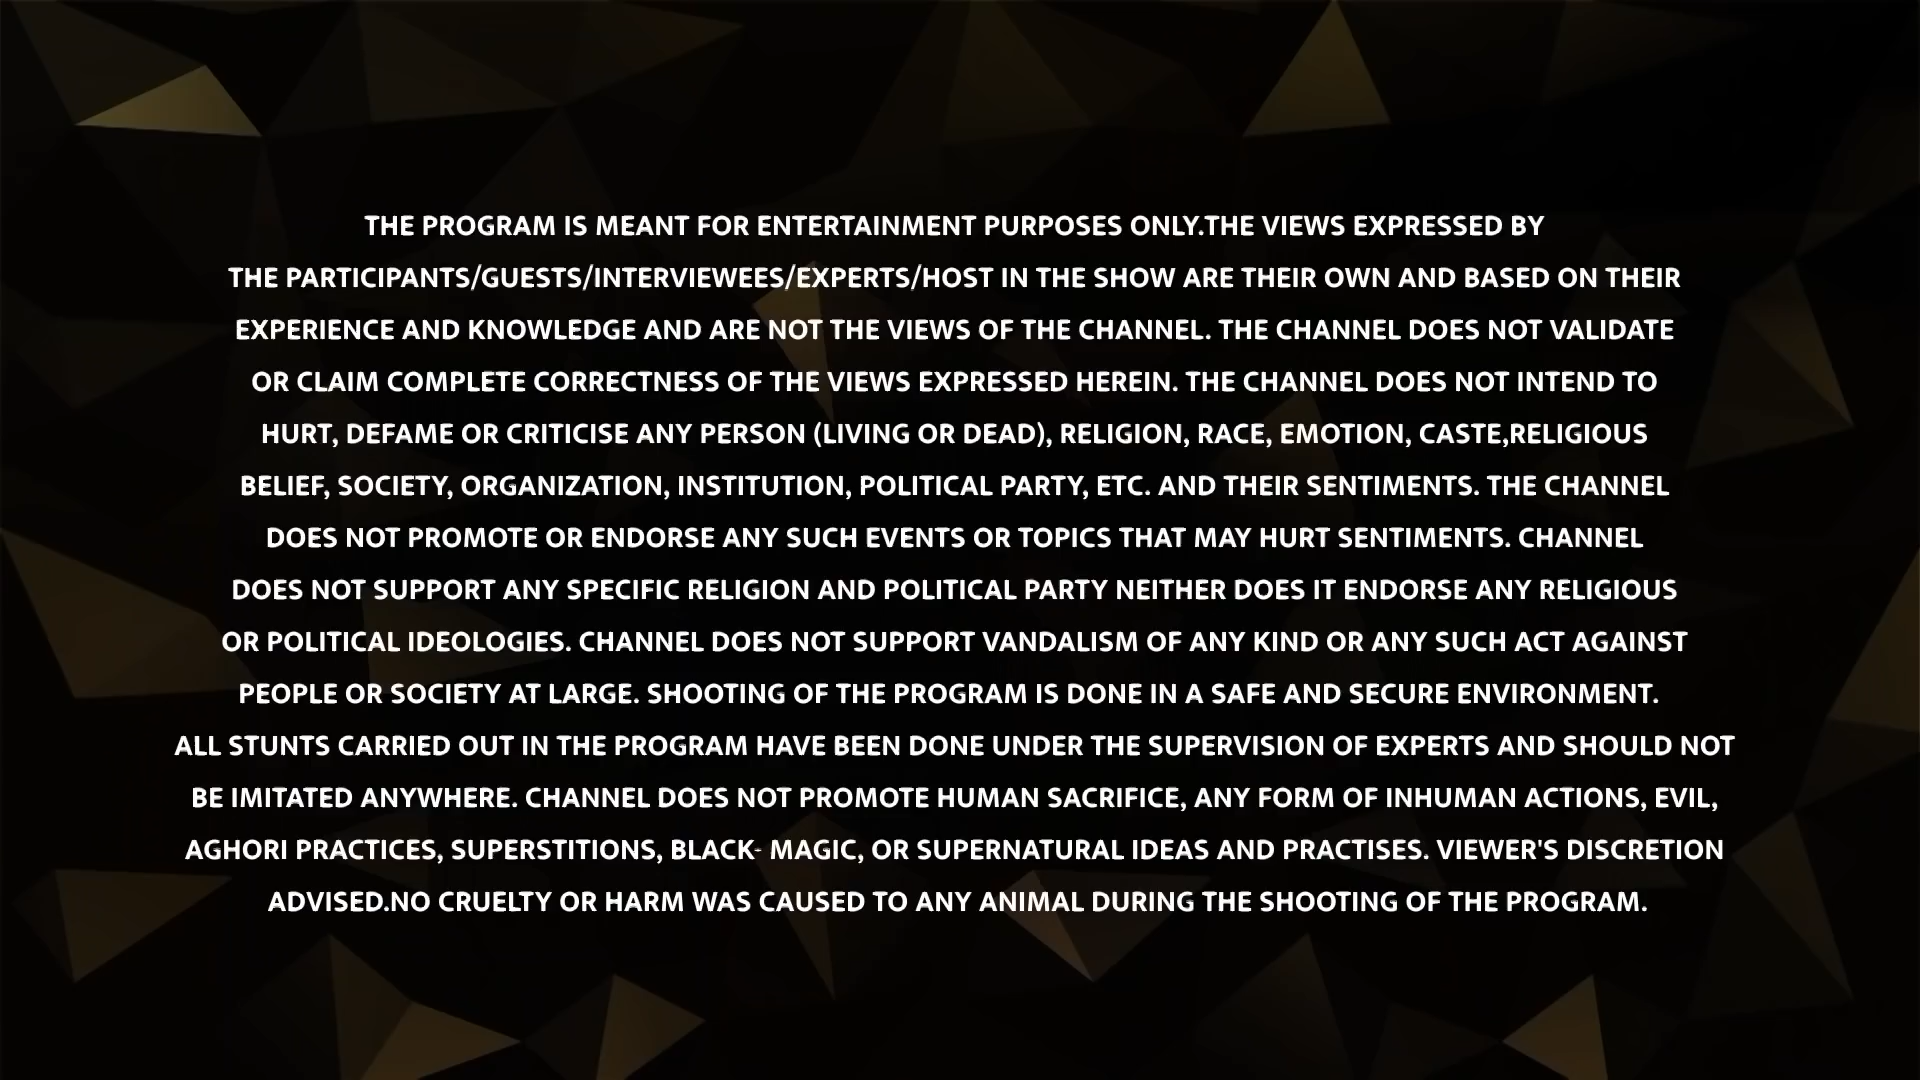 THE PROGRAM IS MEANT FOR ENTERTAINMENT PURPOSES ONLY.THE VIEWS EXPRESSED BY
THE PARTICIPANTS/GUESTS/INTERVIEWEES/EXPERTS/HOST IN THE SHOW ARE THEIR OWN AND BASED ON THEIR
EXPERIENCE AND KNOWLEDGE AND ARE NOT THE VIEWS OF THE CHANNEL. THE CHANNEL DOES NOT VALIDATE
OR CLAIM COMPLETE CORRECTNESS OF THE VIEWS EXPRESSED HEREIN. THE CHANNEL DOES NOT INTEND TO
HURT, DEFAME OR CRITICISE ANY PERSON (LIVING OR DEAD), RELIGION, RACE, EMOTION, CASTE,RELIGIOUS
BELIEF, SOCIETY, ORGANIZATION, INSTITUTION, POLITICAL PARTY, ETC. AND THEIR SENTIMENTS. THE CHANNEL
DOES NOT PROMOTE OR ENDORSE ANY SUCH EVENTS OR TOPICS THAT MAY HURT SENTIMENTS. CHANNEL
DOES NOT SUPPORT ANY SPECIFIC RELIGION AND POLITICAL PARTY NEITHER DOES IT ENDORSE ANY RELIGIOUS
OR POLITICAL IDEOLOGIES. CHANNEL DOES NOT SUPPORT VANDALISM OF ANY KIND OR ANY SUCH ACT AGAINST
PEOPLE OR SOCIETY AT LARGE. SHOOTING OF THE PROGRAM IS DONE IN A SAFE AND SECURE ENVIRONMENT.
ALL STUNTS CARRIED OUT IN THE PROGRAM HAVE BEEN DONE UNDER THE SUPERVISION OF EXPERTS AND SHOULD NOT
BE IMITATED ANYWHERE. CHANNEL DOES NOT PROMOTE HUMAN SACRIFICE, ANY FORM OF INHUMAN ACTIONS, EVIL,
AGHORI PRACTICES, SUPERSTITIONS, BLACK- MAGIC, OR SUPERNATURAL IDEAS AND PRACTISES. VIEWER'S DISCRETION
ADVISED.NO CRUELTY OR HARM WAS CAUSED TO ANY ANIMAL DURING THE SHOOTING OF THE PROGRAM.